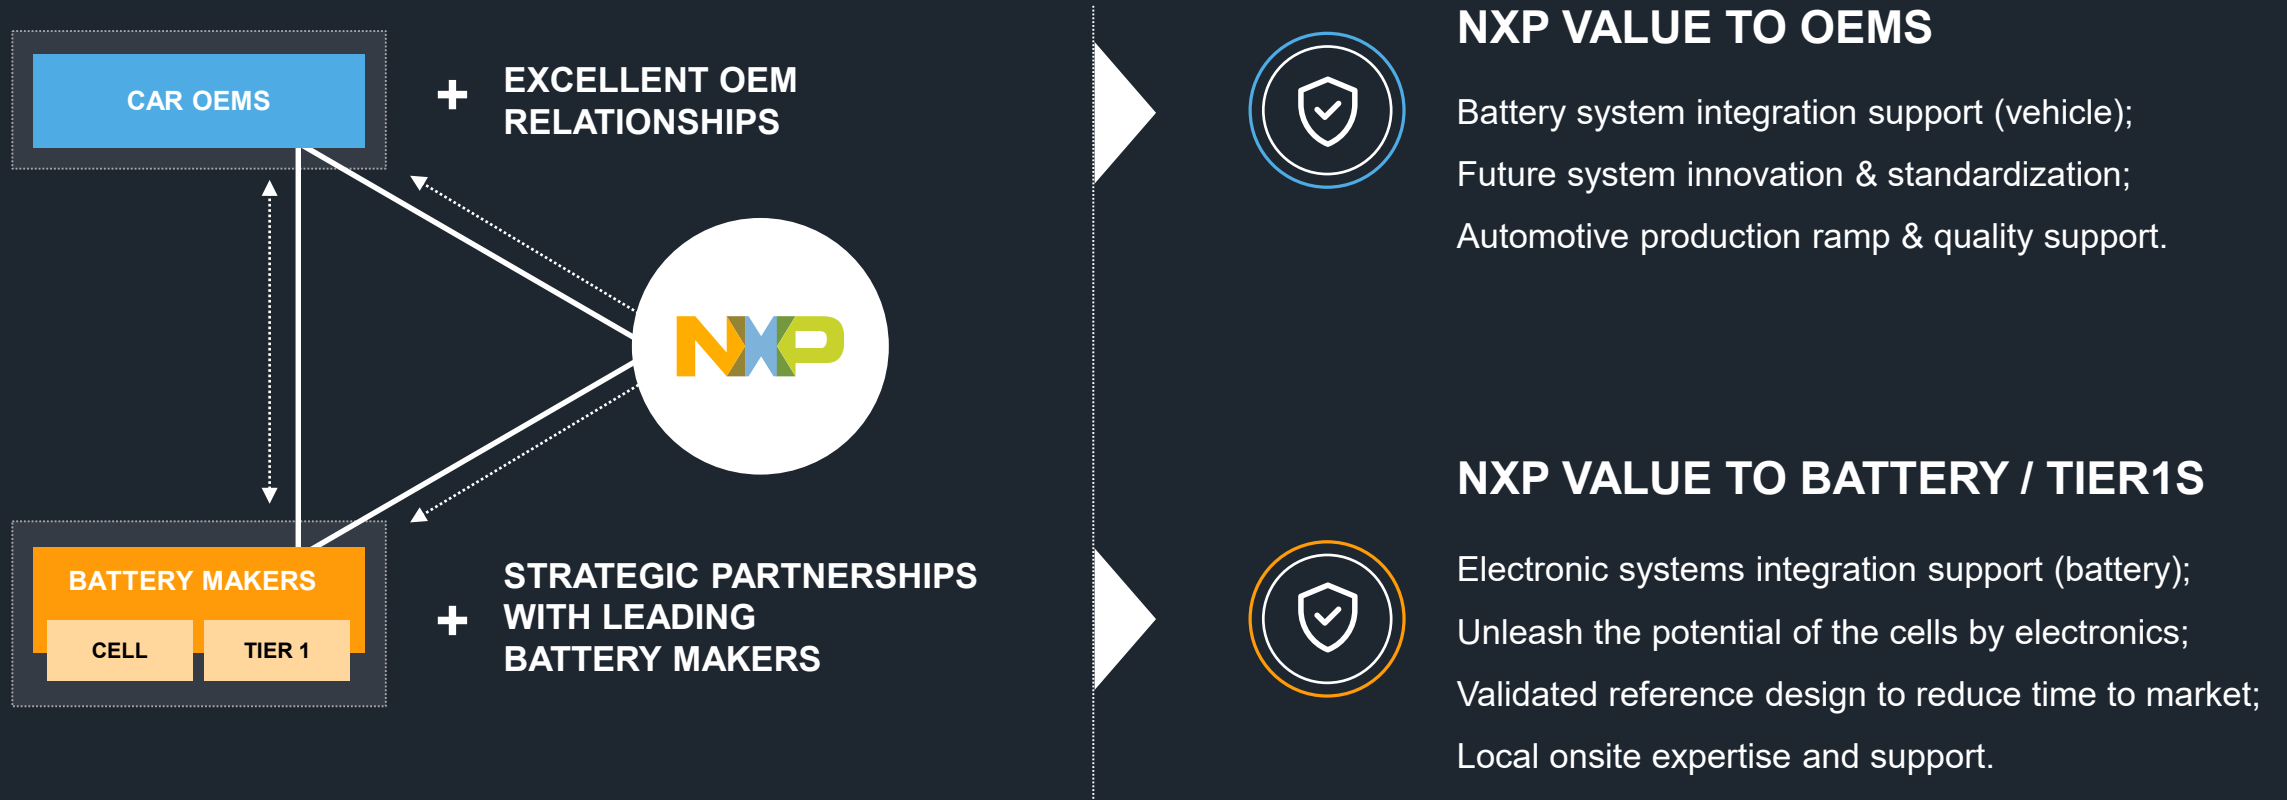 CAR OEMS
+ EXCELLENT OEM
RELATIONSHIPS
NXP
BATTERY MAKERS
CELL
TIER 1
+ STRATEGIC PARTNERSHIPS
WITH LEADING
BATTERY MAKERS
NXP VALUE TO OEMS
Battery system integration support (vehicle);
Future system innovation & standardization;
Automotive production ramp & quality support.
NXP VALUE TO BATTERY / TIER1S
Electronic systems integration support (battery);
Unleash the potential of the cells by electronics;
Validated reference design to reduce time to market;
Local onsite expertise and support.